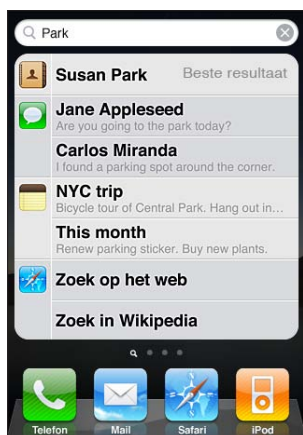 Park
Susan Park Beste resultaat
Jane Appleseed
Are you going to the park today?
Carlos Miranda
I found a parking spot around the corner.
NYC trip
Bicycle tour of Central Park. Hang out in...
This month
Renew parking sticker. Buy new plants.
Zoek op het web
Zoek in Wikipedia
Telefon Mail Safari iPod